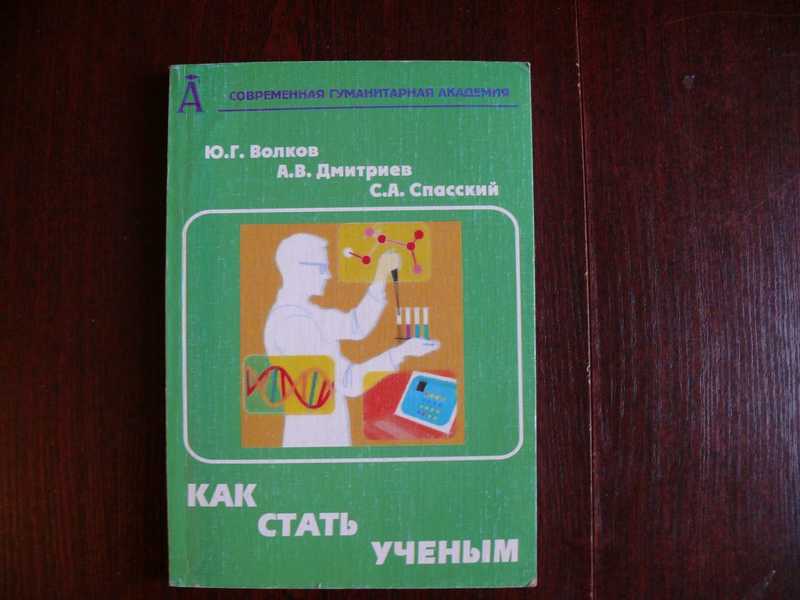 А
СОВРЕМЕННАЯ ГУМАНИТАРНАЯ АКАДЕМИЯ
Ю.Г. Волков
А.В. Дмитриев
С.А. Спасский
КАК
СТАТЬ
УЧЕНЫМ